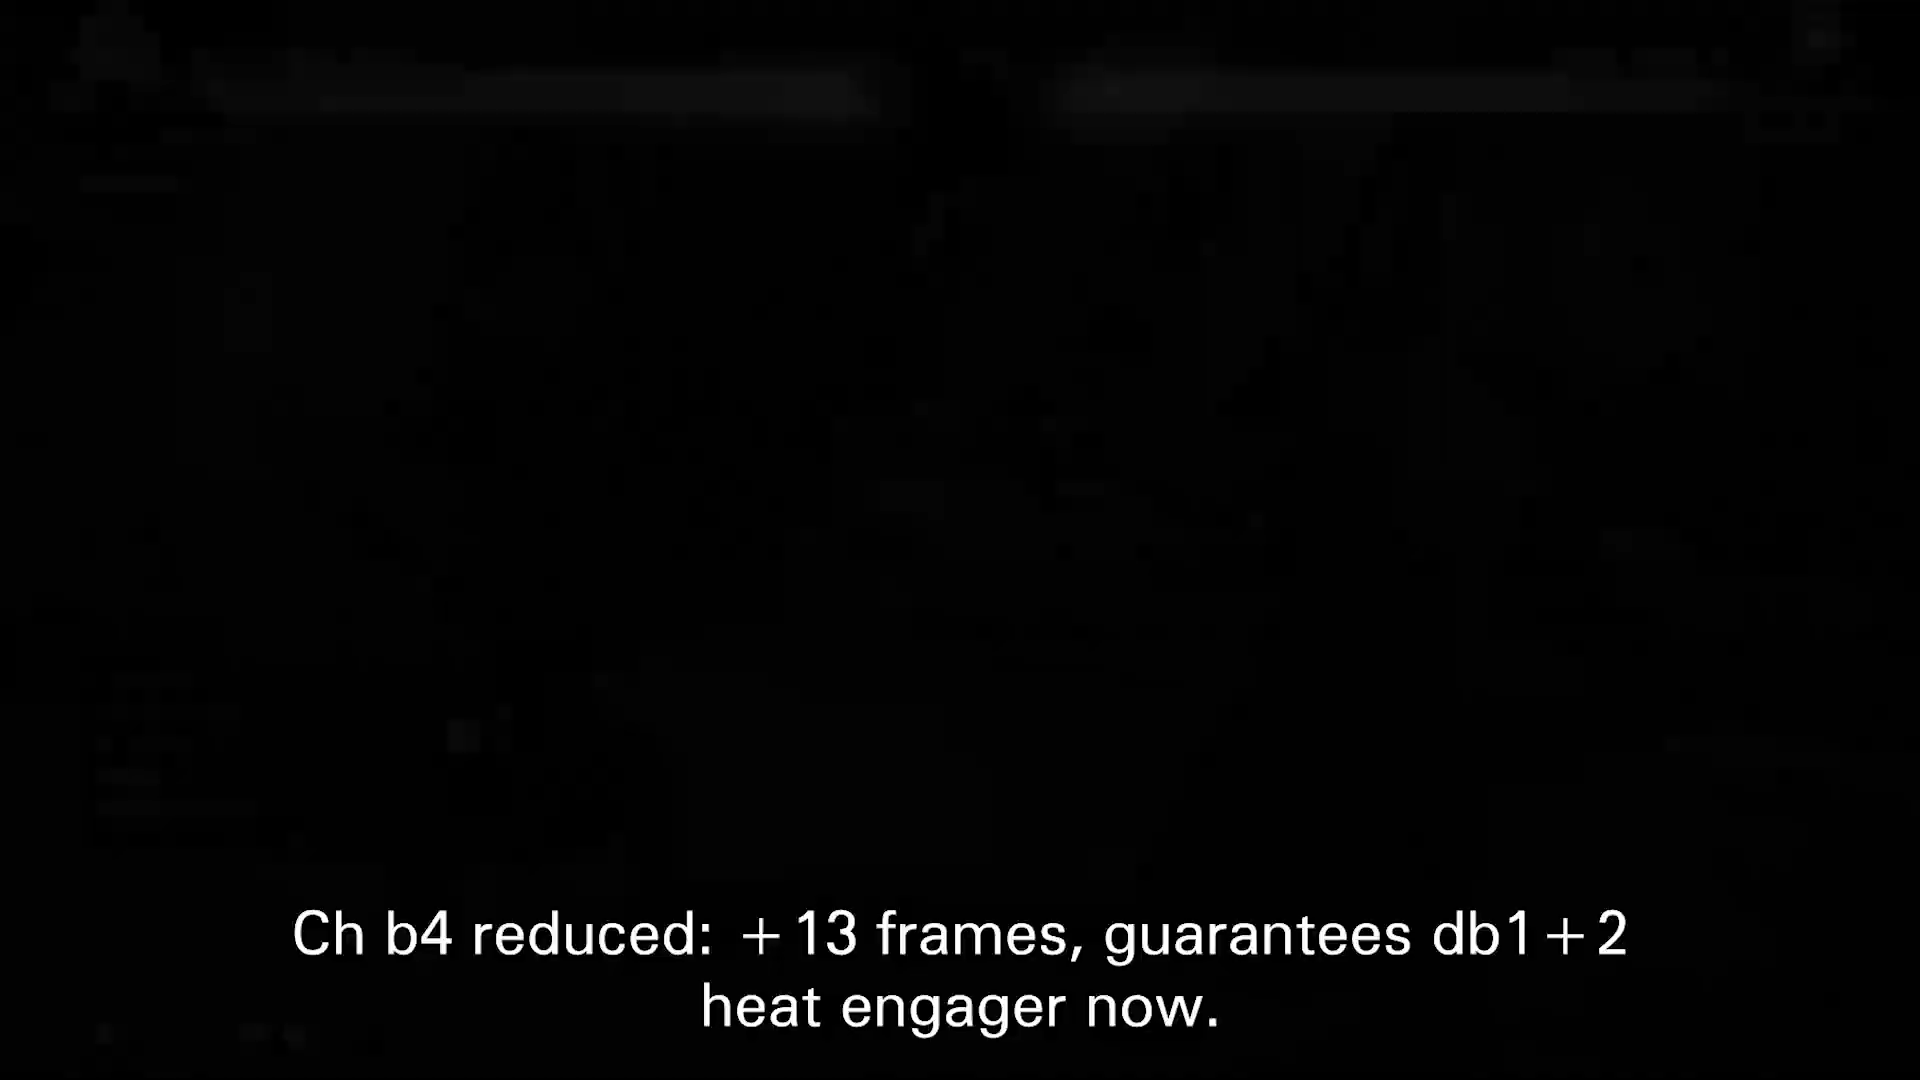 Ch b4 reduced: +13 frames, guarantees db1+2
heat engager now.